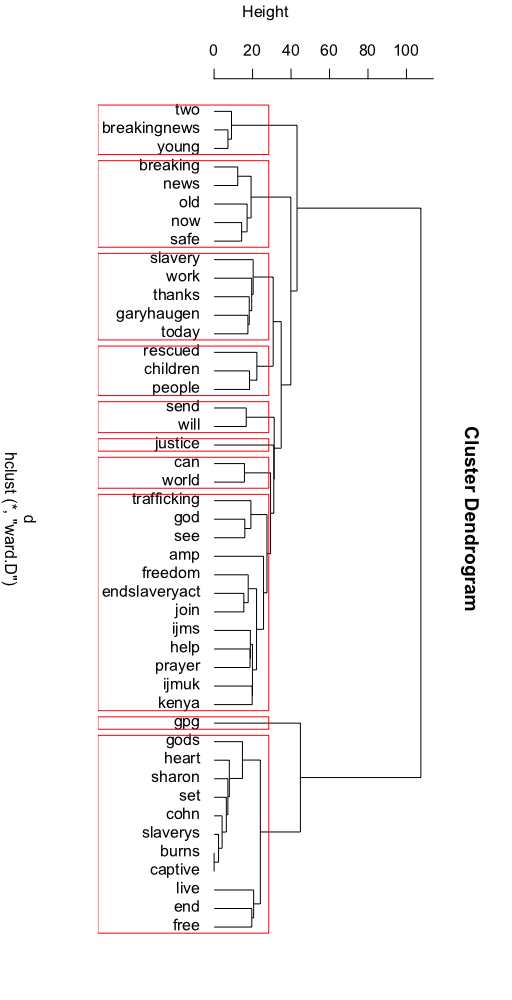 Height
0 20 40 60 80 100
two
breakingnews
young
breaking
news
old
now
safe
slavery
work
thanks
garyhaugen
today
rescued
children
people
send
will
justice
can
world
trafficking
god
see
amp
freedom
endslaveryact
join
ijms
help
prayer
ijmuk
kenya
gpg
gods
heart
sharon
set
cohn
slaverys
burns
captive
live
end
free
Cluster Dendrogram
d
hclust (*, "ward.D")